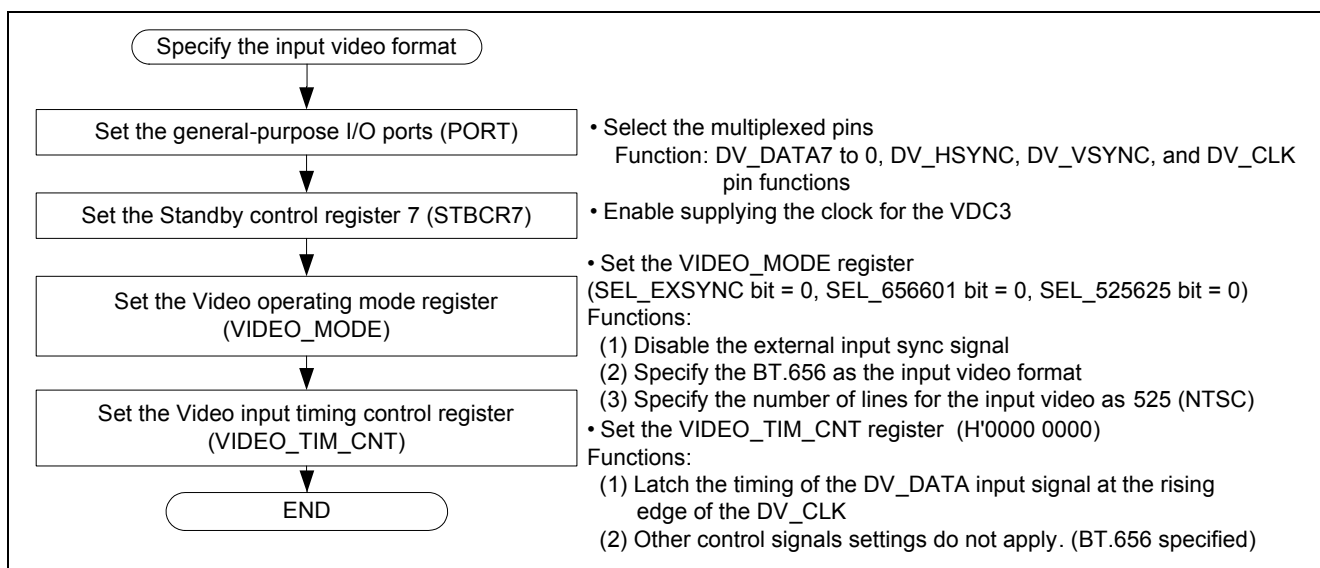 Specify the input video format
Set the general-purpose I/O ports (PORT)
• Select the multiplexed pins
Function: DV_DATA7 to 0, DV_HSYNC, DV_VSYNC, and DV_CLK
pin functions
Set the Standby control register 7 (STBCR7)
• Enable supplying the clock for the VDC3
Set the Video operating mode register
(VIDEO_MODE)
• Set the VIDEO_MODE register
(SEL_EXSYNC bit = 0, SEL_656601 bit = 0, SEL_525625 bit = 0)
Functions:
(1) Disable the external input sync signal
(2) Specify the BT.656 as the input video format
(3) Specify the number of lines for the input video as 525 (NTSC)
Set the Video input timing control register
(VIDEO_TIM_CNT)
• Set the VIDEO_TIM_CNT register (H'0000 0000)
Functions:
(1) Latch the timing of the DV_DATA input signal at the rising
edge of the DV_CLK
(2) Other control signals settings do not apply. (BT.656 specified)
END